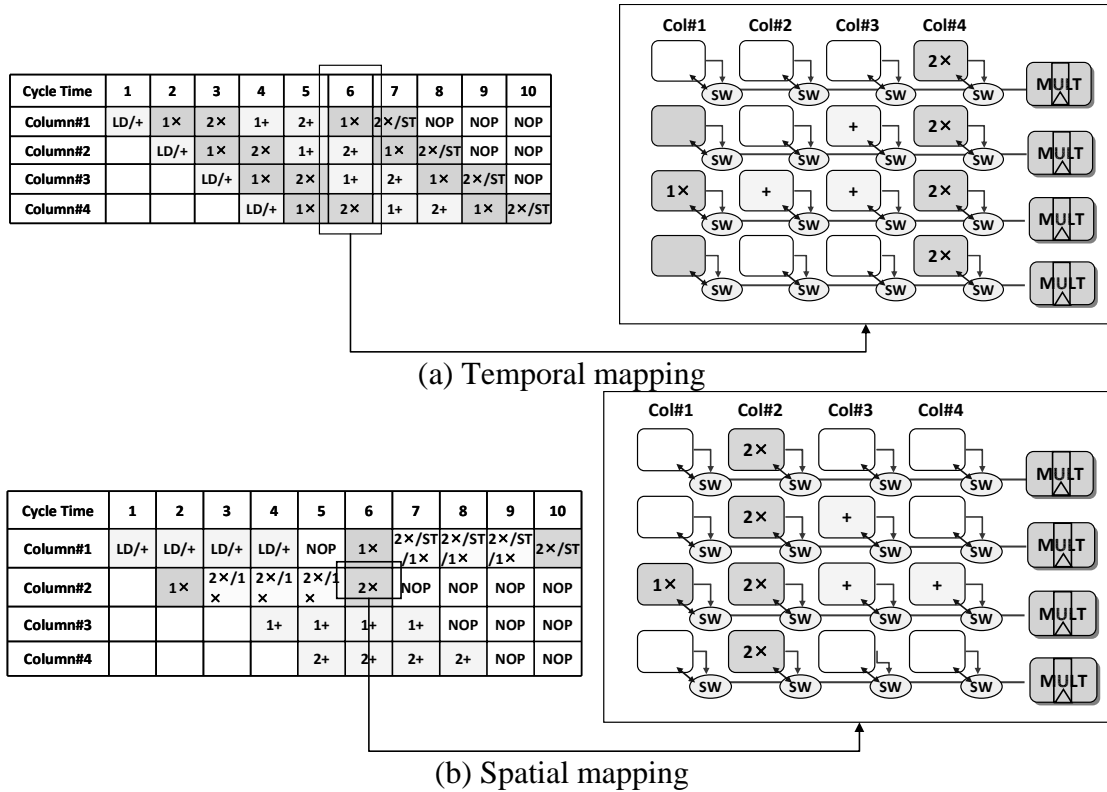 Col#1 Col#2 Col#3 Col#4
2×
SW SW SW SW MULT
+ 2×
SW SW SW SW MULT
1× + + 2×
SW SW SW SW MULT
2×
SW SW SW SW MULT
Cycle Time 1 2 3 4 5 6 7 8 9 10
Column#1 LD/+ 1× 2× 1+ 2+ 1× 2×/ST NOP NOP NOP
Column#2 LD/+ 1× 2× 1+ 2+ 1× 2×/ST NOP NOP
Column#3 LD/+ 1× 2× 1+ 2+ 1× 2×/ST NOP
Column#4 LD/+ 1× 2× 1+ 2+ 1× 2×/ST
(a) Temporal mapping
Col#1 Col#2 Col#3 Col#4
2×
SW SW SW SW MULT
2× +
SW SW SW SW MULT
1× 2× + +
SW SW SW SW MULT
2×
SW SW SW SW MULT
Cycle Time 1 2 3 4 5 6 7 8 9 10
Column#1 LD/+ LD/+ LD/+ LD/+ NOP 1× 2×/ST/1× 2×/ST/1× 2×/ST/1× 2×/ST
Column#2 1× 2×/1× 2×/1× 2×/1× 2× NOP NOP NOP NOP
Column#3 1+ 1+ 1+ 1+ NOP NOP NOP
Column#4 2+ 2+ 2+ 2+ NOP NOP
(b) Spatial mapping